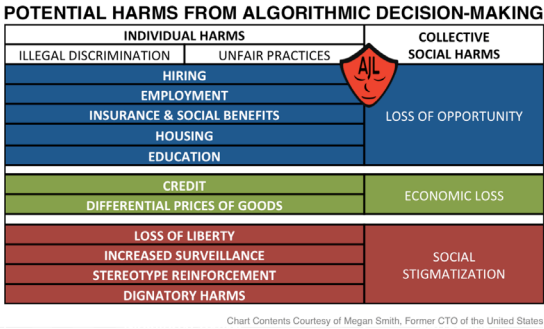 POTENTIAL HARMS FROM ALGORITHMIC DECISION-MAKING
INDIVIDUAL HARMS
COLLECTIVE
SOCIAL HARMS
ILLEGAL DISCRIMINATION
UNFAIR PRACTICES
AJL
HIRING
EMPLOYMENT
INSURANCE & SOCIAL BENEFITS
HOUSING
EDUCATION
LOSS OF OPPORTUNITY
CREDIT
DIFFERENTIAL PRICES OF GOODS
ECONOMIC LOSS
LOSS OF LIBERTY
INCREASED SURVEILLANCE
STEREOTYPE REINFORCEMENT
DIGNATORY HARMS
SOCIAL
STIGMATIZATION
Chart Contents Courtesy of Megan Smith, Former CTO of the United States